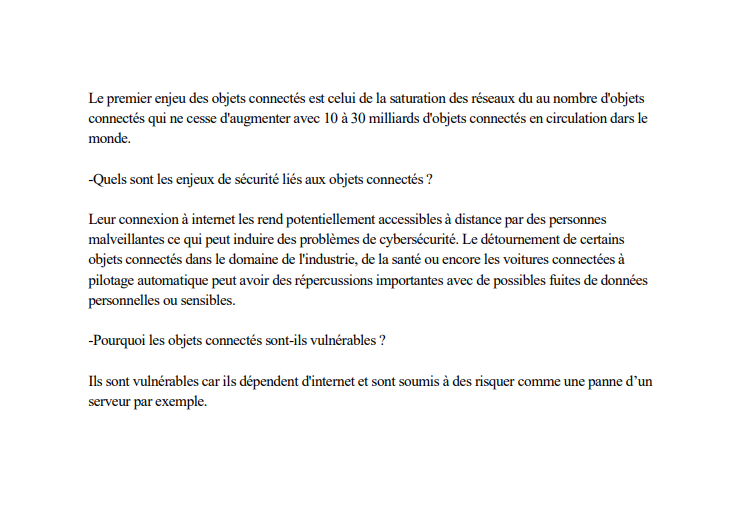 Le premier enjeu des objets connectés est celui de la saturation des réseaux du au nombre d'objets
connectés qui ne cesse d'augmenter avec 10 à 30 milliards d'objets connectés en circulation dars le
monde.
-Quels sont les enjeux de sécurité liés aux objets connectés ?
Leur connexion à internet les rend potentiellement accessibles à distance par des personnes
malveillantes ce qui peut induire des problèmes de cybersécurité. Le détournement de certains
objets connectés dans le domaine de l'industrie, de la santé ou encore les voitures connectées à
pilotage automatique peut avoir des répercussions importantes avec de possibles fuites de données
personnelles ou sensibles.
-Pourquoi les objets connectés sont-ils vulnérables ?
Ils sont vulnérables car ils dépendent d'internet et sont soumis à des risquer comme une panne d’un
serveur par exemple.